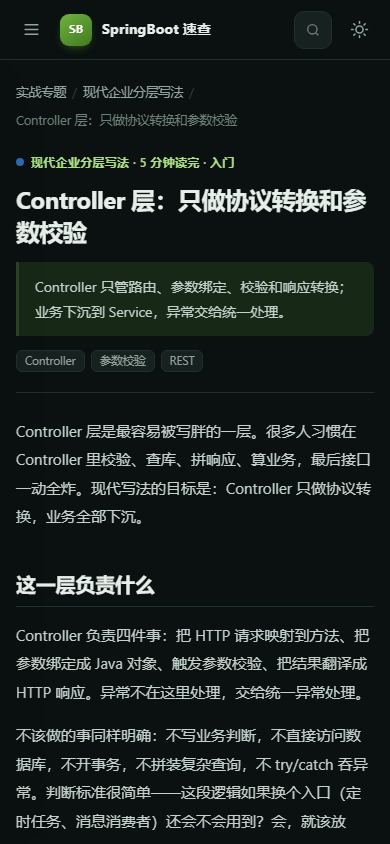 SB SpringBoot 速查
实战专题 / 现代企业分层写法 /
Controller 层：只做协议转换和参数校验
现代企业分层写法 · 5 分钟读完 · 入门
Controller 层：只做协议转换和参
数校验
Controller 只管路由、参数绑定、校验和响应转换；
业务下沉到 Service，异常交给统一处理。
Controller 参数校验 REST
Controller 层是最容易被写胖的一层。很多人习惯在
Controller 里校验、查库、拼响应、算业务，最后接口
一动全炸。现代写法的目标是：Controller 只做协议转
换，业务全部下沉。
这一层负责什么
Controller 负责四件事：把 HTTP 请求映射到方法、把
参数绑定成 Java 对象、触发参数校验、把结果翻译成
HTTP 响应。异常不在这里处理，交给统一异常处理。
不该做的事同样明确：不写业务判断，不直接访问数
据库，不开事务，不拼装复杂查询，不 try/catch 吞异
常。判断标准很简单——这段逻辑如果换个入口（定
时任务、消息消费者）还会不会用到？会，就该放